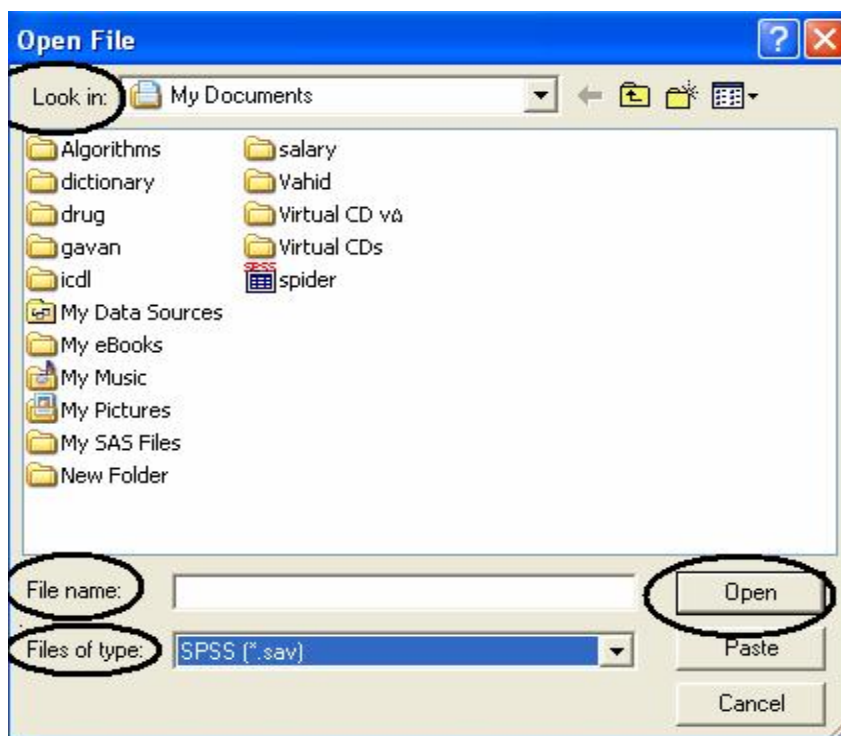 Open File
Look in: My Documents
Algorithms
dictionary
drug
gavan
icdl
My Data Sources
My eBooks
My Music
My Pictures
My SAS Files
New Folder
salary
Vahid
Virtual CD v۵
Virtual CDs
spider
File name:
Open
Files of type: SPSS (*.sav)
Paste
Cancel